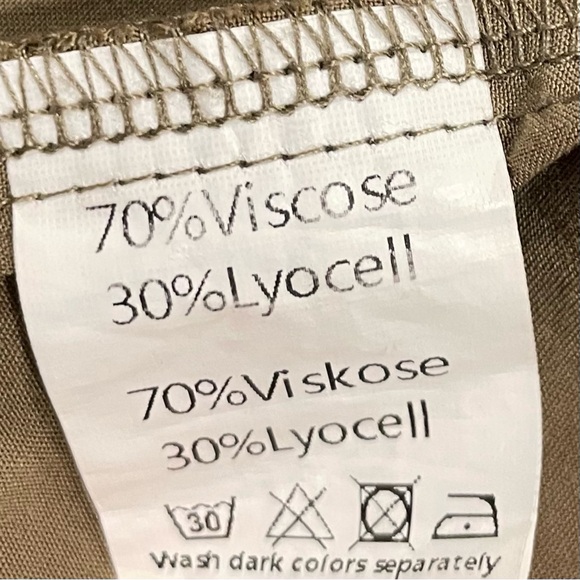 70%Viscose
30%Lyocell
70%Viskose
30%Lyocell
30
Wash dark colors separately